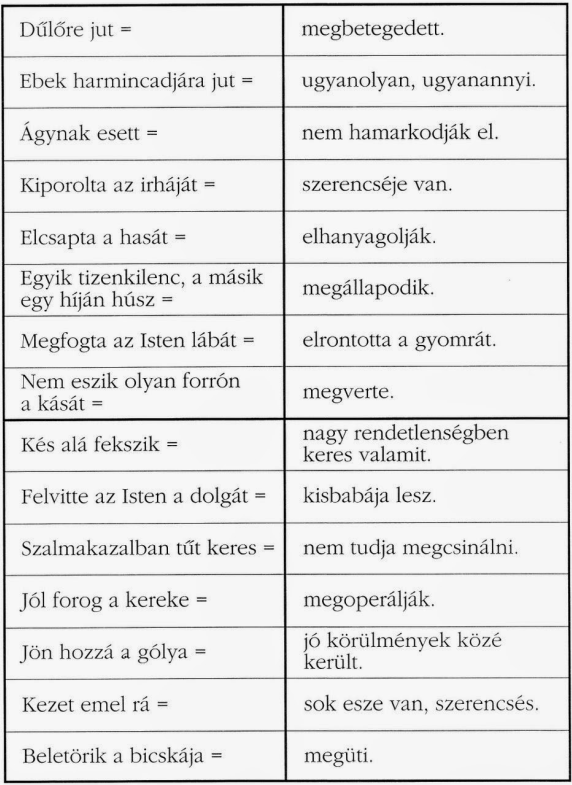 Dűlőre jut = megbetegedett.
Ebek harmincadjára jut = ugyanolyan, ugyanannyi.
Ágynak esett = nem hamarkodják el.
Kiporolta az irháját = szerencséje van.
Elcsapta a hasát = elhanyagolják.
Egyik tizenkilenc, a másik
egy híján húsz = megállapodik.
Megfogta az Isten lábát = elrontotta a gyomrát.
Nem eszik olyan forrón
a kását = megverte.
Kés alá fekszik = nagy rendetlenségben
keres valamit.
Felvitte az Isten a dolgát = kisbabája lesz.
Szalmakazalban tűt keres = nem tudja megcsinálni.
Jól forog a kereke = megoperálják.
Jön hozzá a gólya = jó körülmények közé
került.
Kezet emel rá = sok esze van, szerencsés.
Beletörik a bicskája = megüti.